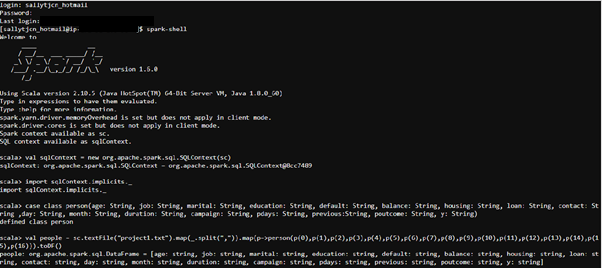 login: sallytjcn_hotmail
Password:
Last login:
[sallytjcn_hotmail@ip- ]$ spark-shell
Welcome to
Spark version 1.5.0
Using Scala version 2.10.5 (Java HotSpot(TM) 64-Bit Server VM, Java 1.8.0_60)
Type in expressions to have them evaluated.
Type :help for more information.
spark.yarn.driver.memoryOverhead is set but does not apply in client mode.
spark.driver.cores is set but does not apply in client mode.
Spark context available as sc.
SQL context available as sqlContext.
scala> val sqlContext = new org.apache.spark.sql.SQLContext(sc)
sqlContext: org.apache.spark.sql.SQLContext = org.apache.spark.sql.SQLContext@8cc7489
scala> import sqlContext.implicits._
import sqlContext.implicits._
scala> case class person(age: String, job: String, marital: String, education: String, default: String, balance: String, housing: String, loan: String, contact: St
ring ,day: String, month: String, duration: String, campaign: String, pdays: String, previous:String, poutcome: String, y: String)
defined class person
scala> val people = sc.textFile("project1.txt").map(_.split(",")).map(p=>person(p(0),p(1),p(2),p(3),p(4),p(5),p(6),p(7),p(8),p(9),p(10),p(11),p(12),p(13),p(14),p(1
5),p(16))).toDF()
people: org.apache.spark.sql.DataFrame = [age: string, job: string, marital: string, education: string, default: string, balance: string, housing: string, loan: str
ing, contact: string, day: string, month: string, duration: string, campaign: string, pdays: string, previous: string, poutcome: string, y: string]